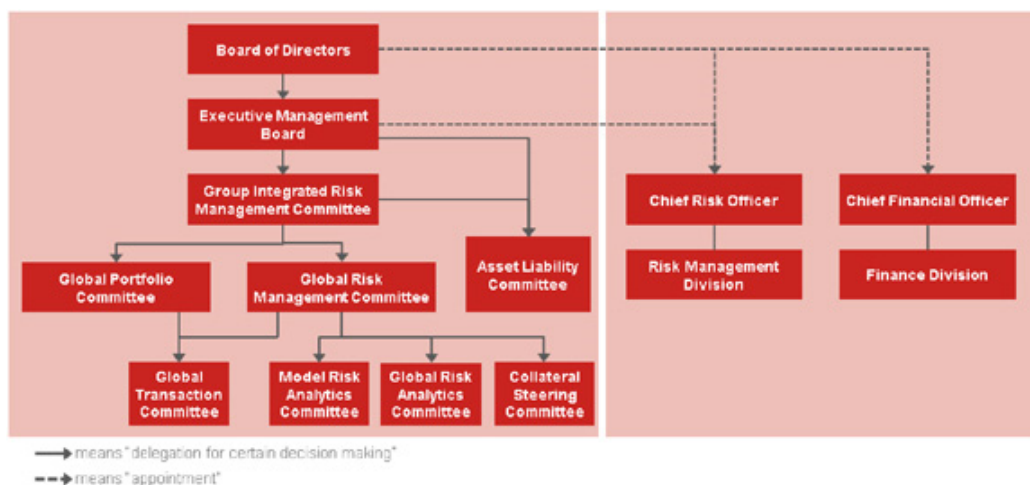 Board of Directors
Executive Management
Board
Group Integrated Risk
Management Committee
Chief Risk Officer
Chief Financial Officer
Global Portfolio
Committee
Global Risk
Management Committee
Asset Liability
Committee
Risk Management
Division
Finance Division
Global
Transaction
Committee
Model Risk
Analytics
Committee
Global Risk
Analytics
Committee
Collateral
Steering
Committee
means "delegation for certain decision making"
means "appointment"